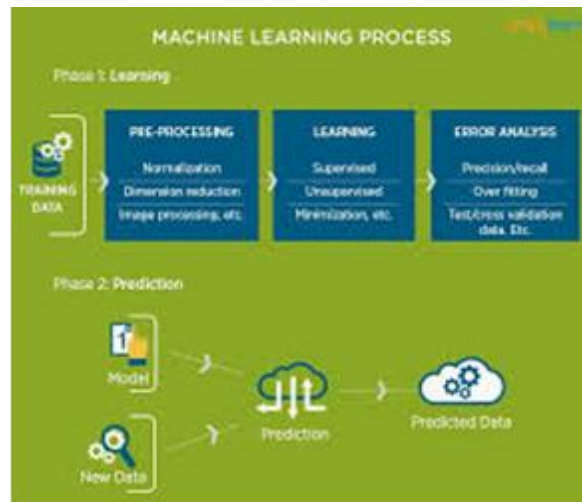 MACHINE LEARNING PROCESS
Phase 1: Learning
TRAINING
DATA
PRE-PROCESSING
Normalization
Dimension reduction
Image processing, etc.
LEARNING
Supervised
Unsupervised
Minimization, etc.
ERROR ANALYSIS
Precision/recall
Over fitting
Test/cross validation
data. Etc.
Phase 2: Prediction
1
Model
New Data
Prediction
Predicted Data